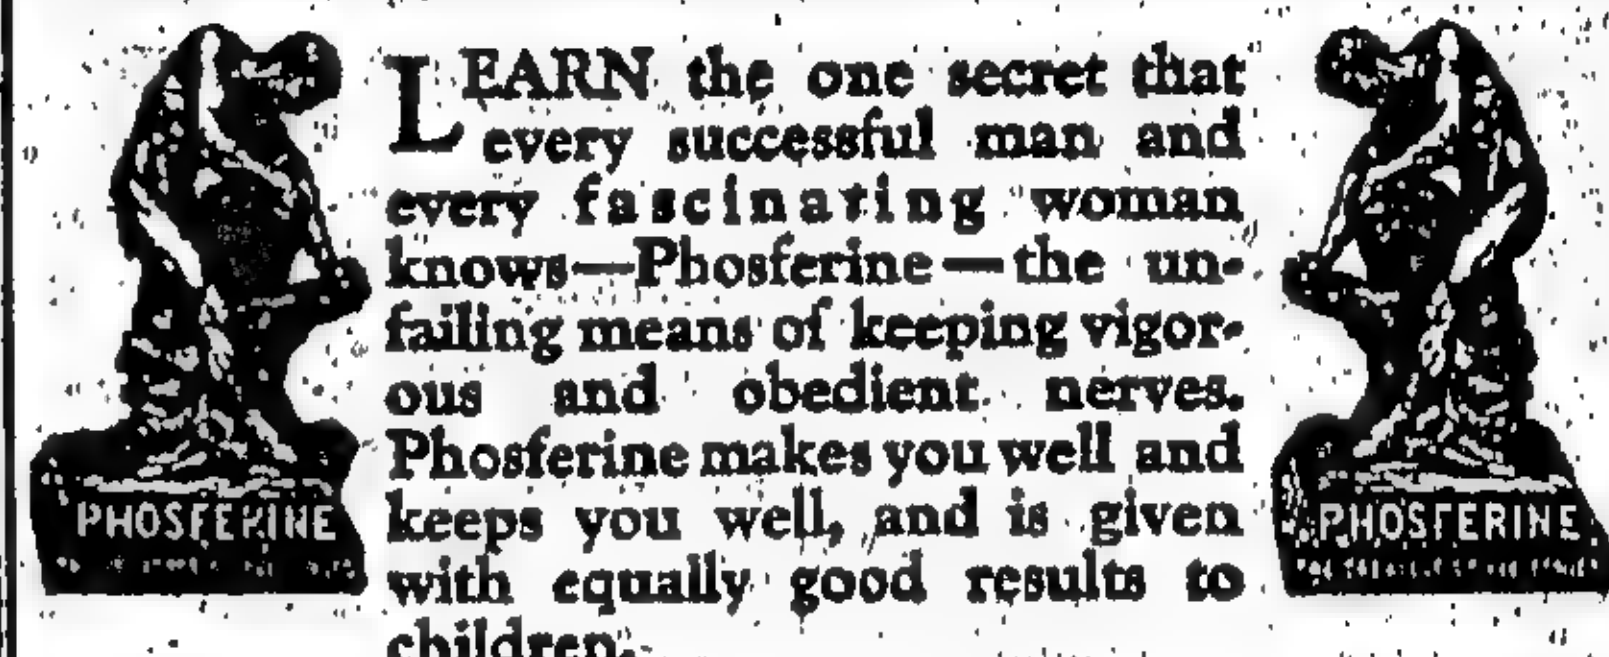 LEARN the one secret that
every successful man and
every fascinating woman
knows—Phosferine—the un-
failing means of keeping vigor-
ous and obedient nerves.
Phosferine makes you well and
keeps you well, and is given
with equally good results to
children.
PHOSFERINE
PHOSFERINE